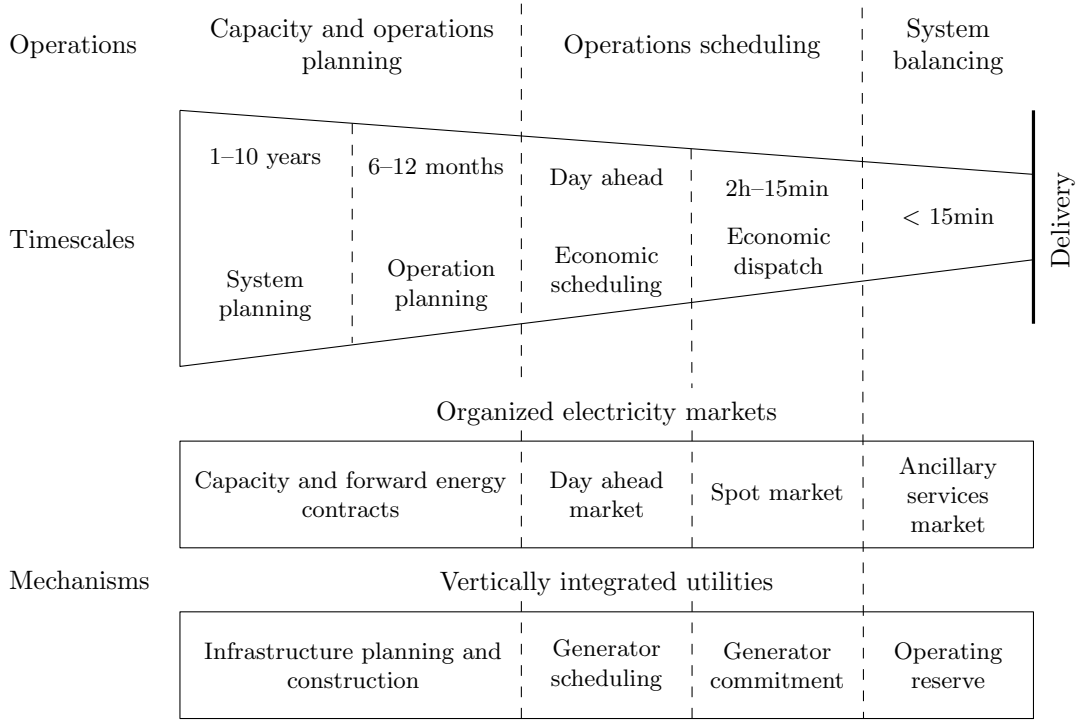 Operations
Capacity and operations
planning
Operations scheduling
System
balancing
Timescales
1–10 years
6–12 months
Day ahead
2h–15min
< 15min
System
planning
Operation
planning
Economic
scheduling
Economic
dispatch
Delivery
Mechanisms
Organized electricity markets
Capacity and forward energy
contracts
Day ahead
market
Spot market
Ancillary
services
market
Vertically integrated utilities
Infrastructure planning and
construction
Generator
scheduling
Generator
commitment
Operating
reserve